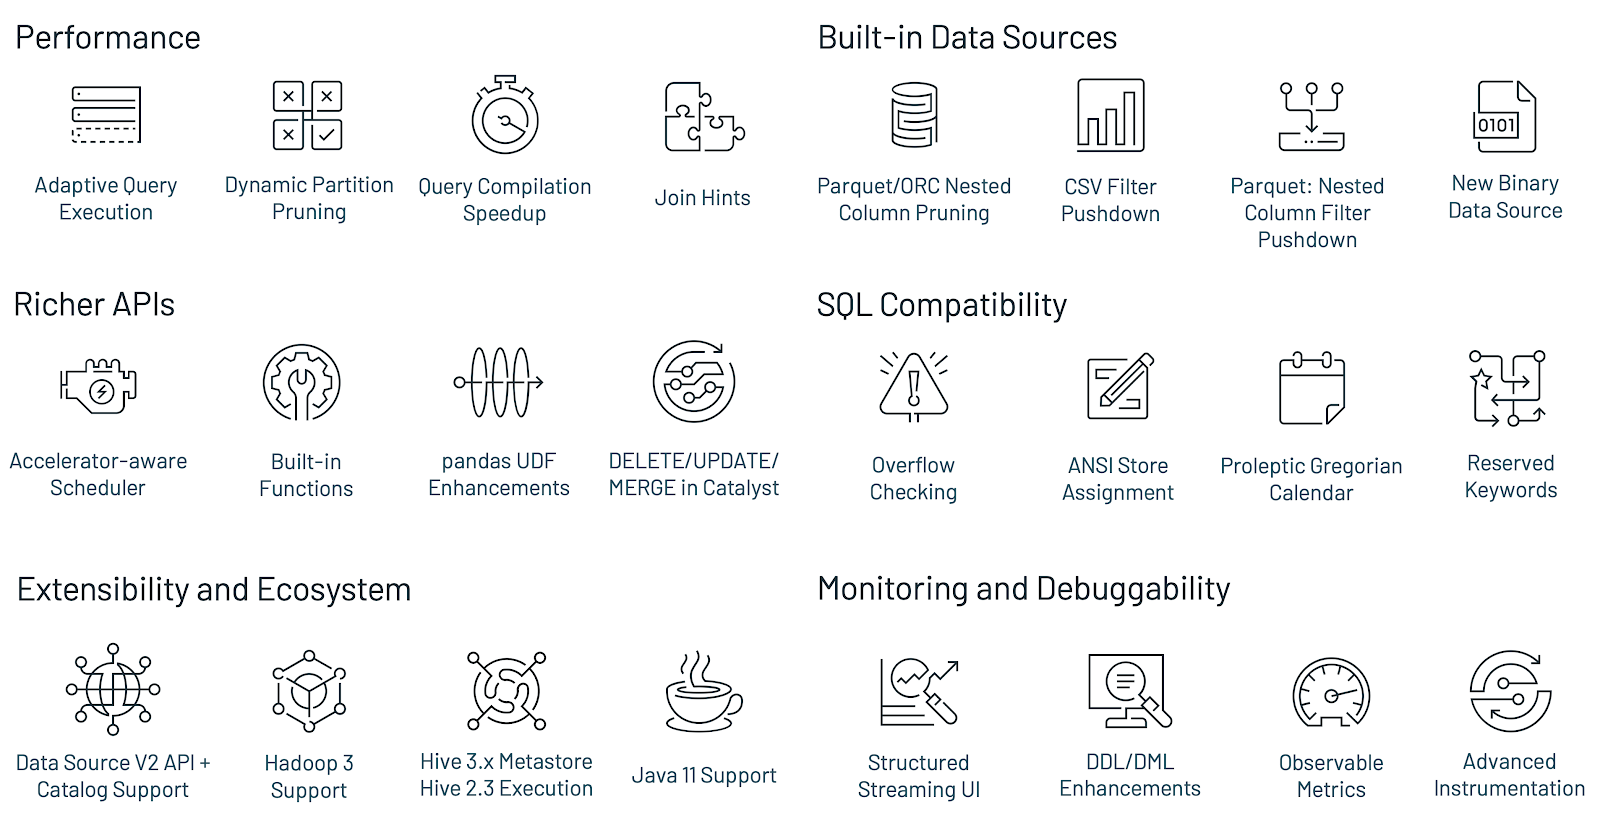 Performance
Adaptive Query
Execution
Dynamic Partition
Pruning
Query Compilation
Speedup
Join Hints
Built-in Data Sources
Parquet/ORC Nested
Column Pruning
CSV Filter
Pushdown
Parquet: Nested
Column Filter
Pushdown
0101
New Binary
Data Source
Richer APIs
Accelerator-aware
Scheduler
Built-in
Functions
pandas UDF
Enhancements
DELETE/UPDATE/
MERGE in Catalyst
SQL Compatibility
Overflow
Checking
ANSI Store
Assignment
Proleptic Gregorian
Calendar
Reserved
Keywords
Extensibility and Ecosystem
Data Source V2 API +
Catalog Support
Hadoop 3
Support
Hive 3.x Metastore
Hive 2.3 Execution
Java 11 Support
Monitoring and Debuggability
Structured
Streaming UI
DDL/DML
Enhancements
Observable
Metrics
Advanced
Instrumentation